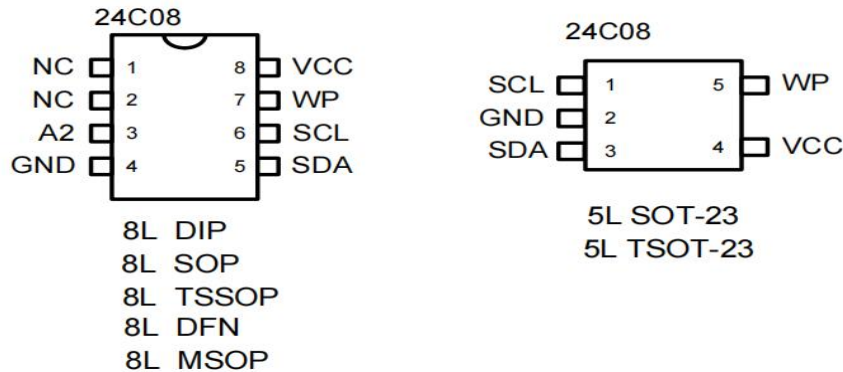 24C08
NC 1 8 VCC
NC 2 7 WP
A2 3 6 SCL
GND 4 5 SDA
8L DIP
8L SOP
8L TSSOP
8L DFN
8L MSOP
24C08
SCL 1 5 WP
GND 2
SDA 3 4 VCC
5L SOT-23
5L TSOT-23